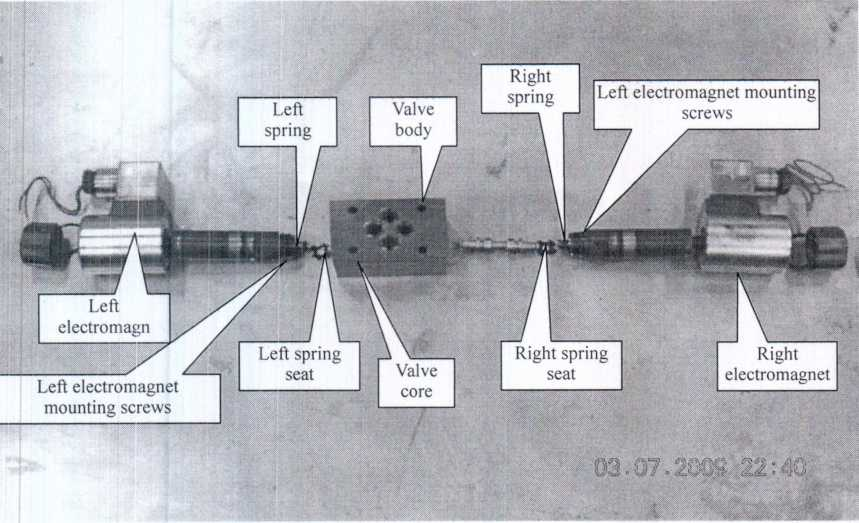 Right
spring
Left electromagnet mounting
screws
Left
spring
Valve
body
Left
electromagn
Left spring
seat
Valve
core
Right spring
seat
Right
electromagnet
Left electromagnet
mounting screws
03.07.2009 22:40